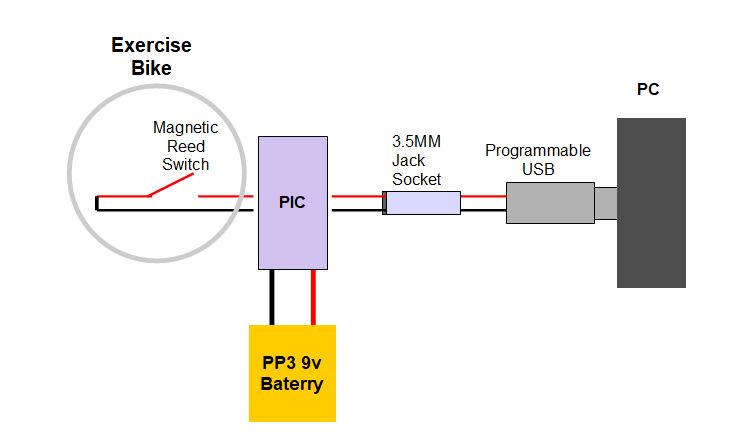 Exercise
Bike
Magnetic
Reed
Switch
PIC
3.5MM
Jack
Socket
Programmable
USB
PC
PP3 9v
Baterry